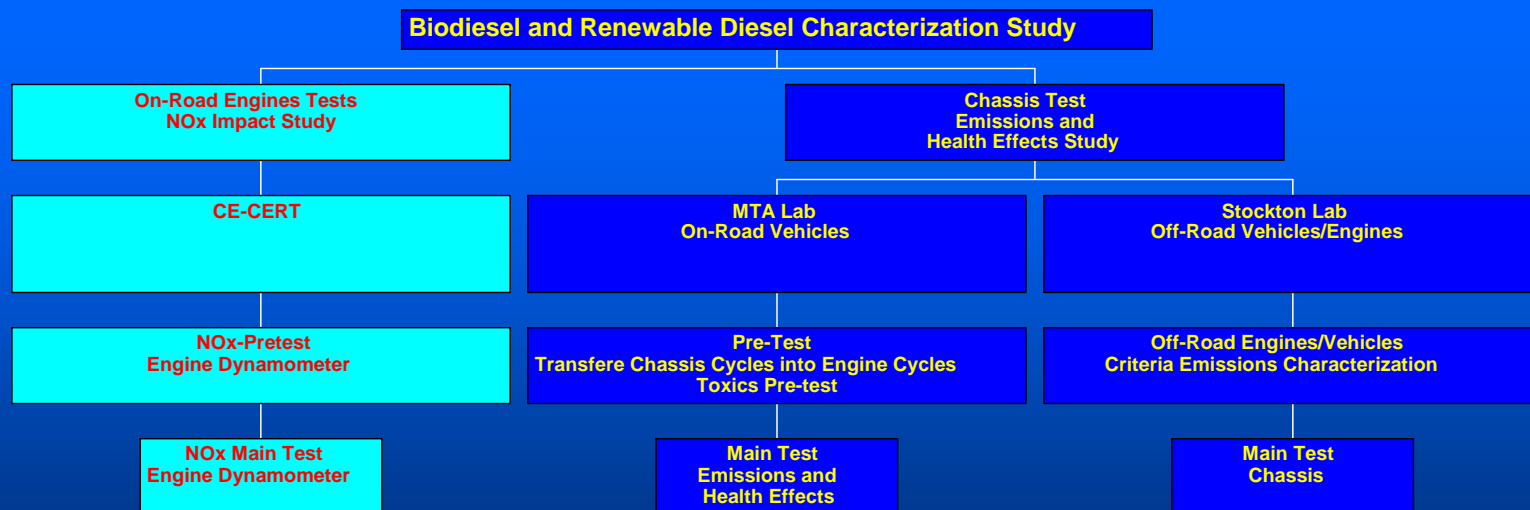 Biodiesel and Renewable Diesel Characterization Study
On-Road Engines Tests
NOx Impact Study
Chassis Test
Emissions and
Health Effects Study
CE-CERT
MTA Lab
On-Road Vehicles
Stockton Lab
Off-Road Vehicles/Engines
NOx-Pretest
Engine Dynamometer
Pre-Test
Transfere Chassis Cycles into Engine Cycles
Toxics Pre-test
Off-Road Engines/Vehicles
Criteria Emissions Characterization
NOx Main Test
Engine Dynamometer
Main Test
Emissions and
Health Effects
Main Test
Chassis